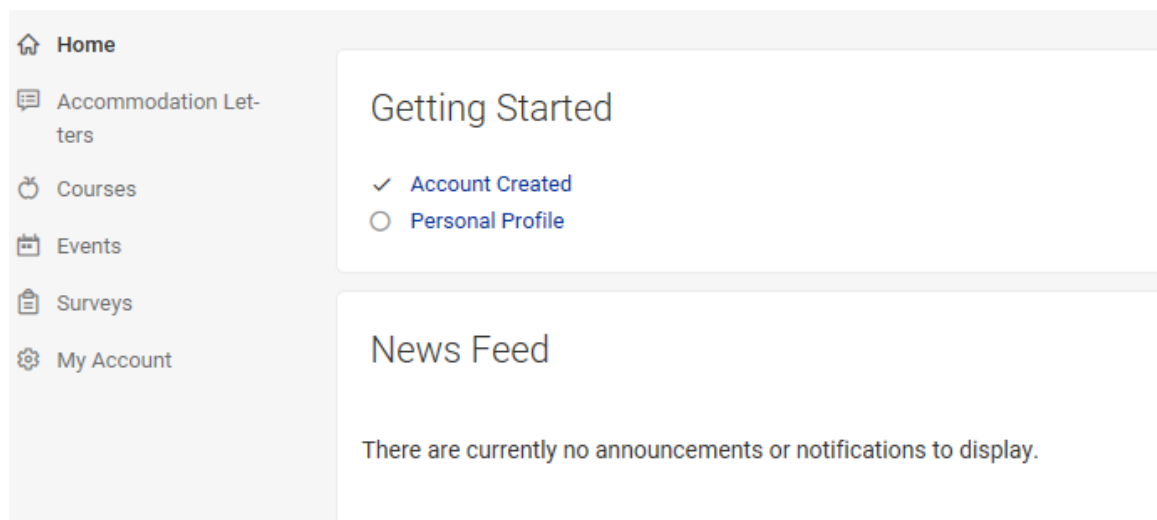 Home
Accommodation Let-
ters
Courses
Events
Surveys
My Account
Getting Started
Account Created
Personal Profile
News Feed
There are currently no announcements or notifications to display.